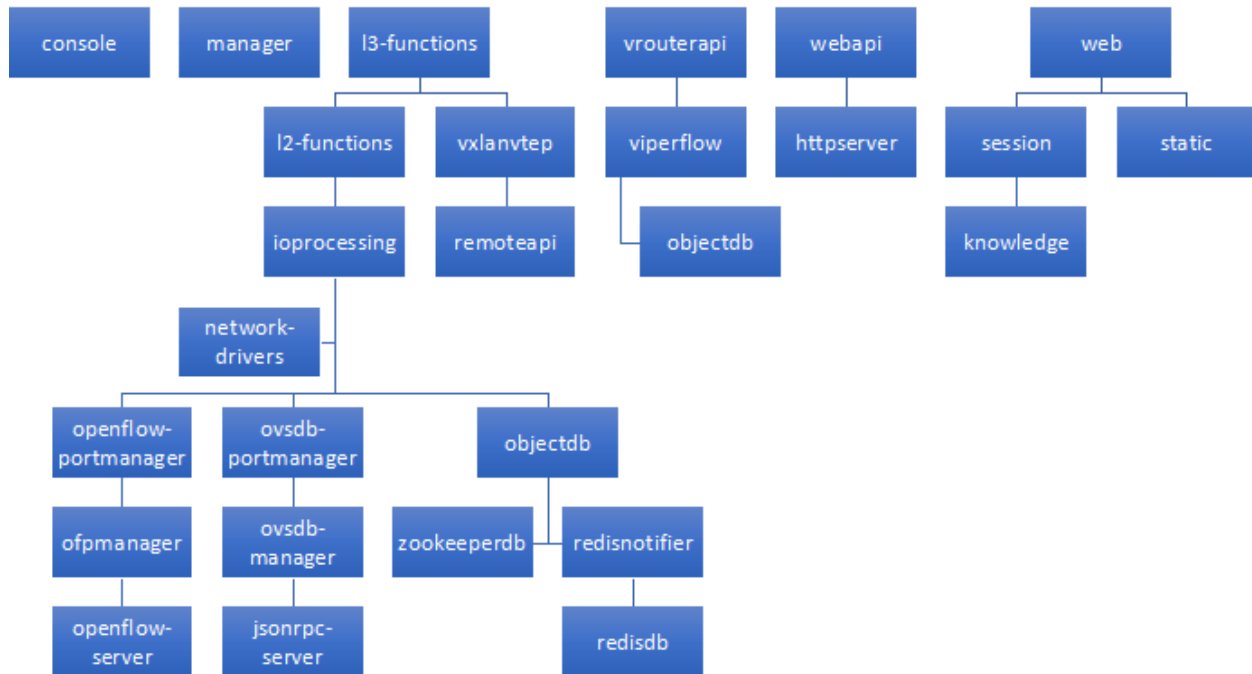 console
manager
l3-functions
vrouterapi
webapi
web
l2-functions
vxlanvtep
viperflow
httpserver
session
static
ioprocessing
remoteapi
objectdb
knowledge
network-
drivers
openflow-
portmanager
ovsdb-
portmanager
objectdb
ofpmanager
ovsdb-
manager
zookeeperdb
redisnotifier
openflow-
server
jsonrpc-
server
redisdb